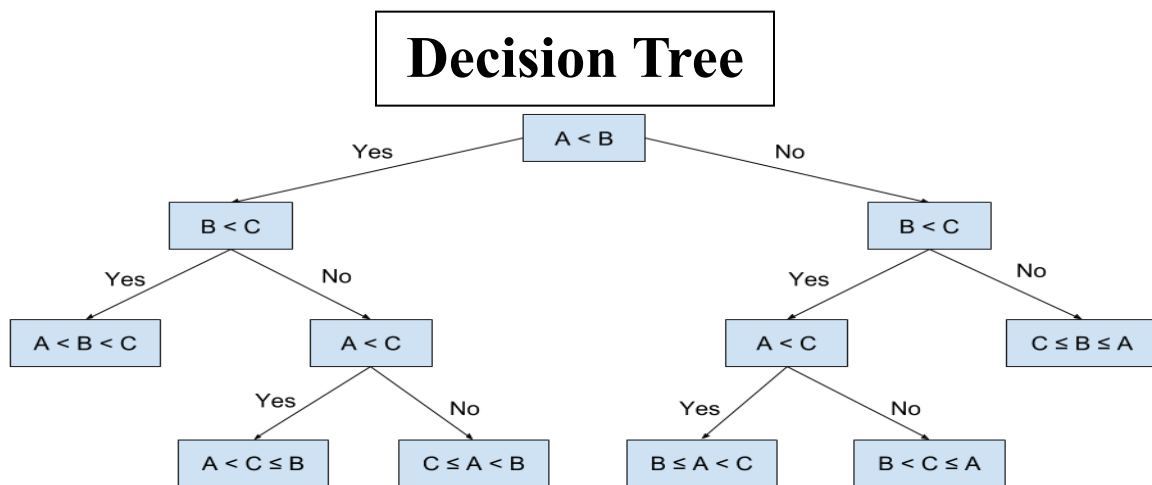 Decision Tree
A < B
Yes
No
B < C
B < C
Yes
No
Yes
No
A < B < C
A < C
A < C
C ≤ B ≤ A
Yes
No
Yes
No
A < C ≤ B
C ≤ A < B
B ≤ A < C
B < C ≤ A